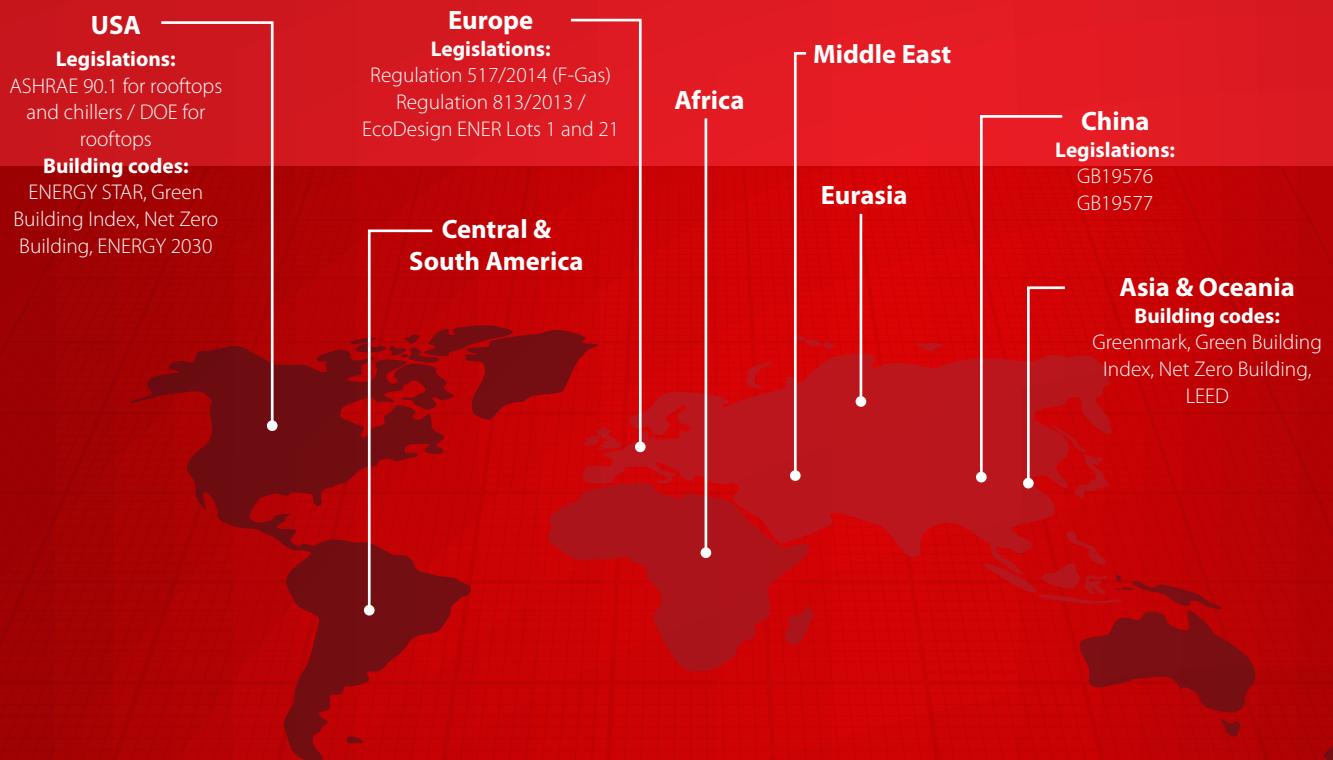 USA
Legislations:
ASHRAE 90.1 for rooftops
and chillers / DOE for
rooftops
Building codes:
ENERGY STAR, Green
Building Index, Net Zero
Building, ENERGY 2030
Europe
Legislations:
Regulation 517/2014 (F-Gas)
Regulation 813/2013 /
EcoDesign ENER Lots 1 and 21
Middle East
Africa
China
Legislations:
GB19576
GB19577
Eurasia
Central &
South America
Asia & Oceania
Building codes:
Greenmark, Green Building
Index, Net Zero Building,
LEED